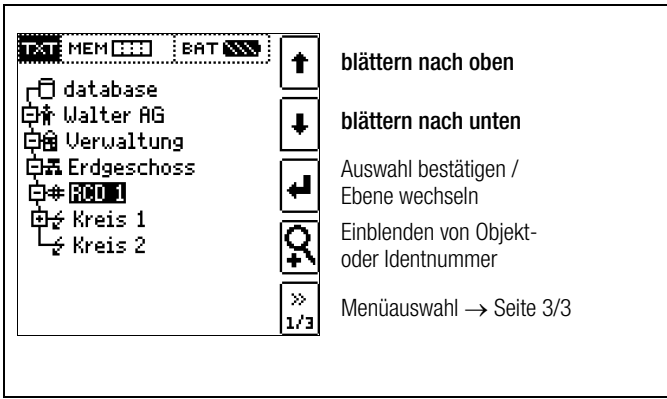 TXT MEM BAT
database
Walter AG
Verwaltung
Erdgeschoss
RCD 1
Kreis 1
Kreis 2
>>
1/3
blättern nach oben
blättern nach unten
Auswahl bestätigen /
Ebene wechseln
Einblenden von Objekt-
oder Identnummer
Menüauswahl → Seite 3/3